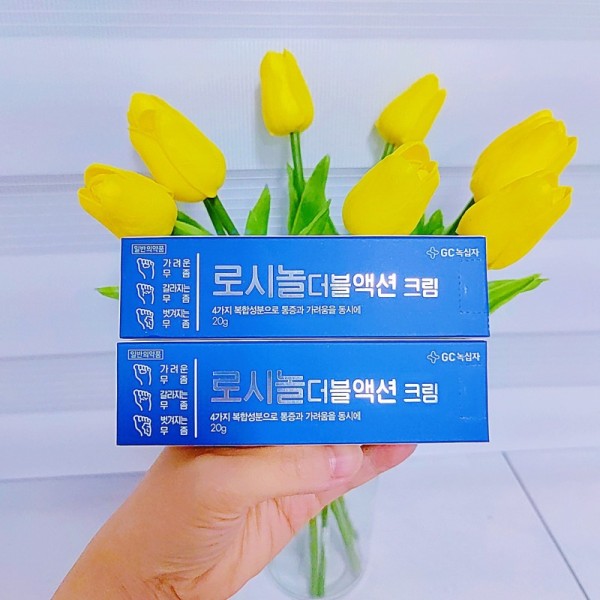 일반의약품
가려운
무좀
갈라지는
무좀
벗겨지는
무좀
GC녹십자
로시놀더블액션 크림
4가지 복합성분으로 통증과 가려움을 동시에
20g
일반의약품
가려운
무좀
갈라지는
무좀
벗겨지는
무좀
GC녹십자
로시놀더블액션 크림
4가지 복합성분으로 통증과 가려움을 동시에
20g